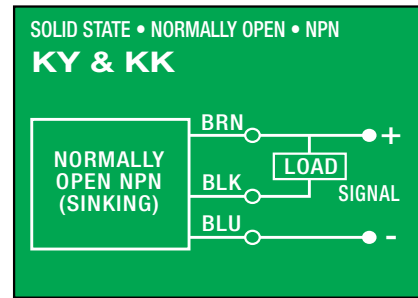 SOLID STATE • NORMALLY OPEN • NPN
KY & KK
BRN
+
NORMALLY
OPEN NPN
(SINKING)
LOAD
BLK
SIGNAL
BLU
-